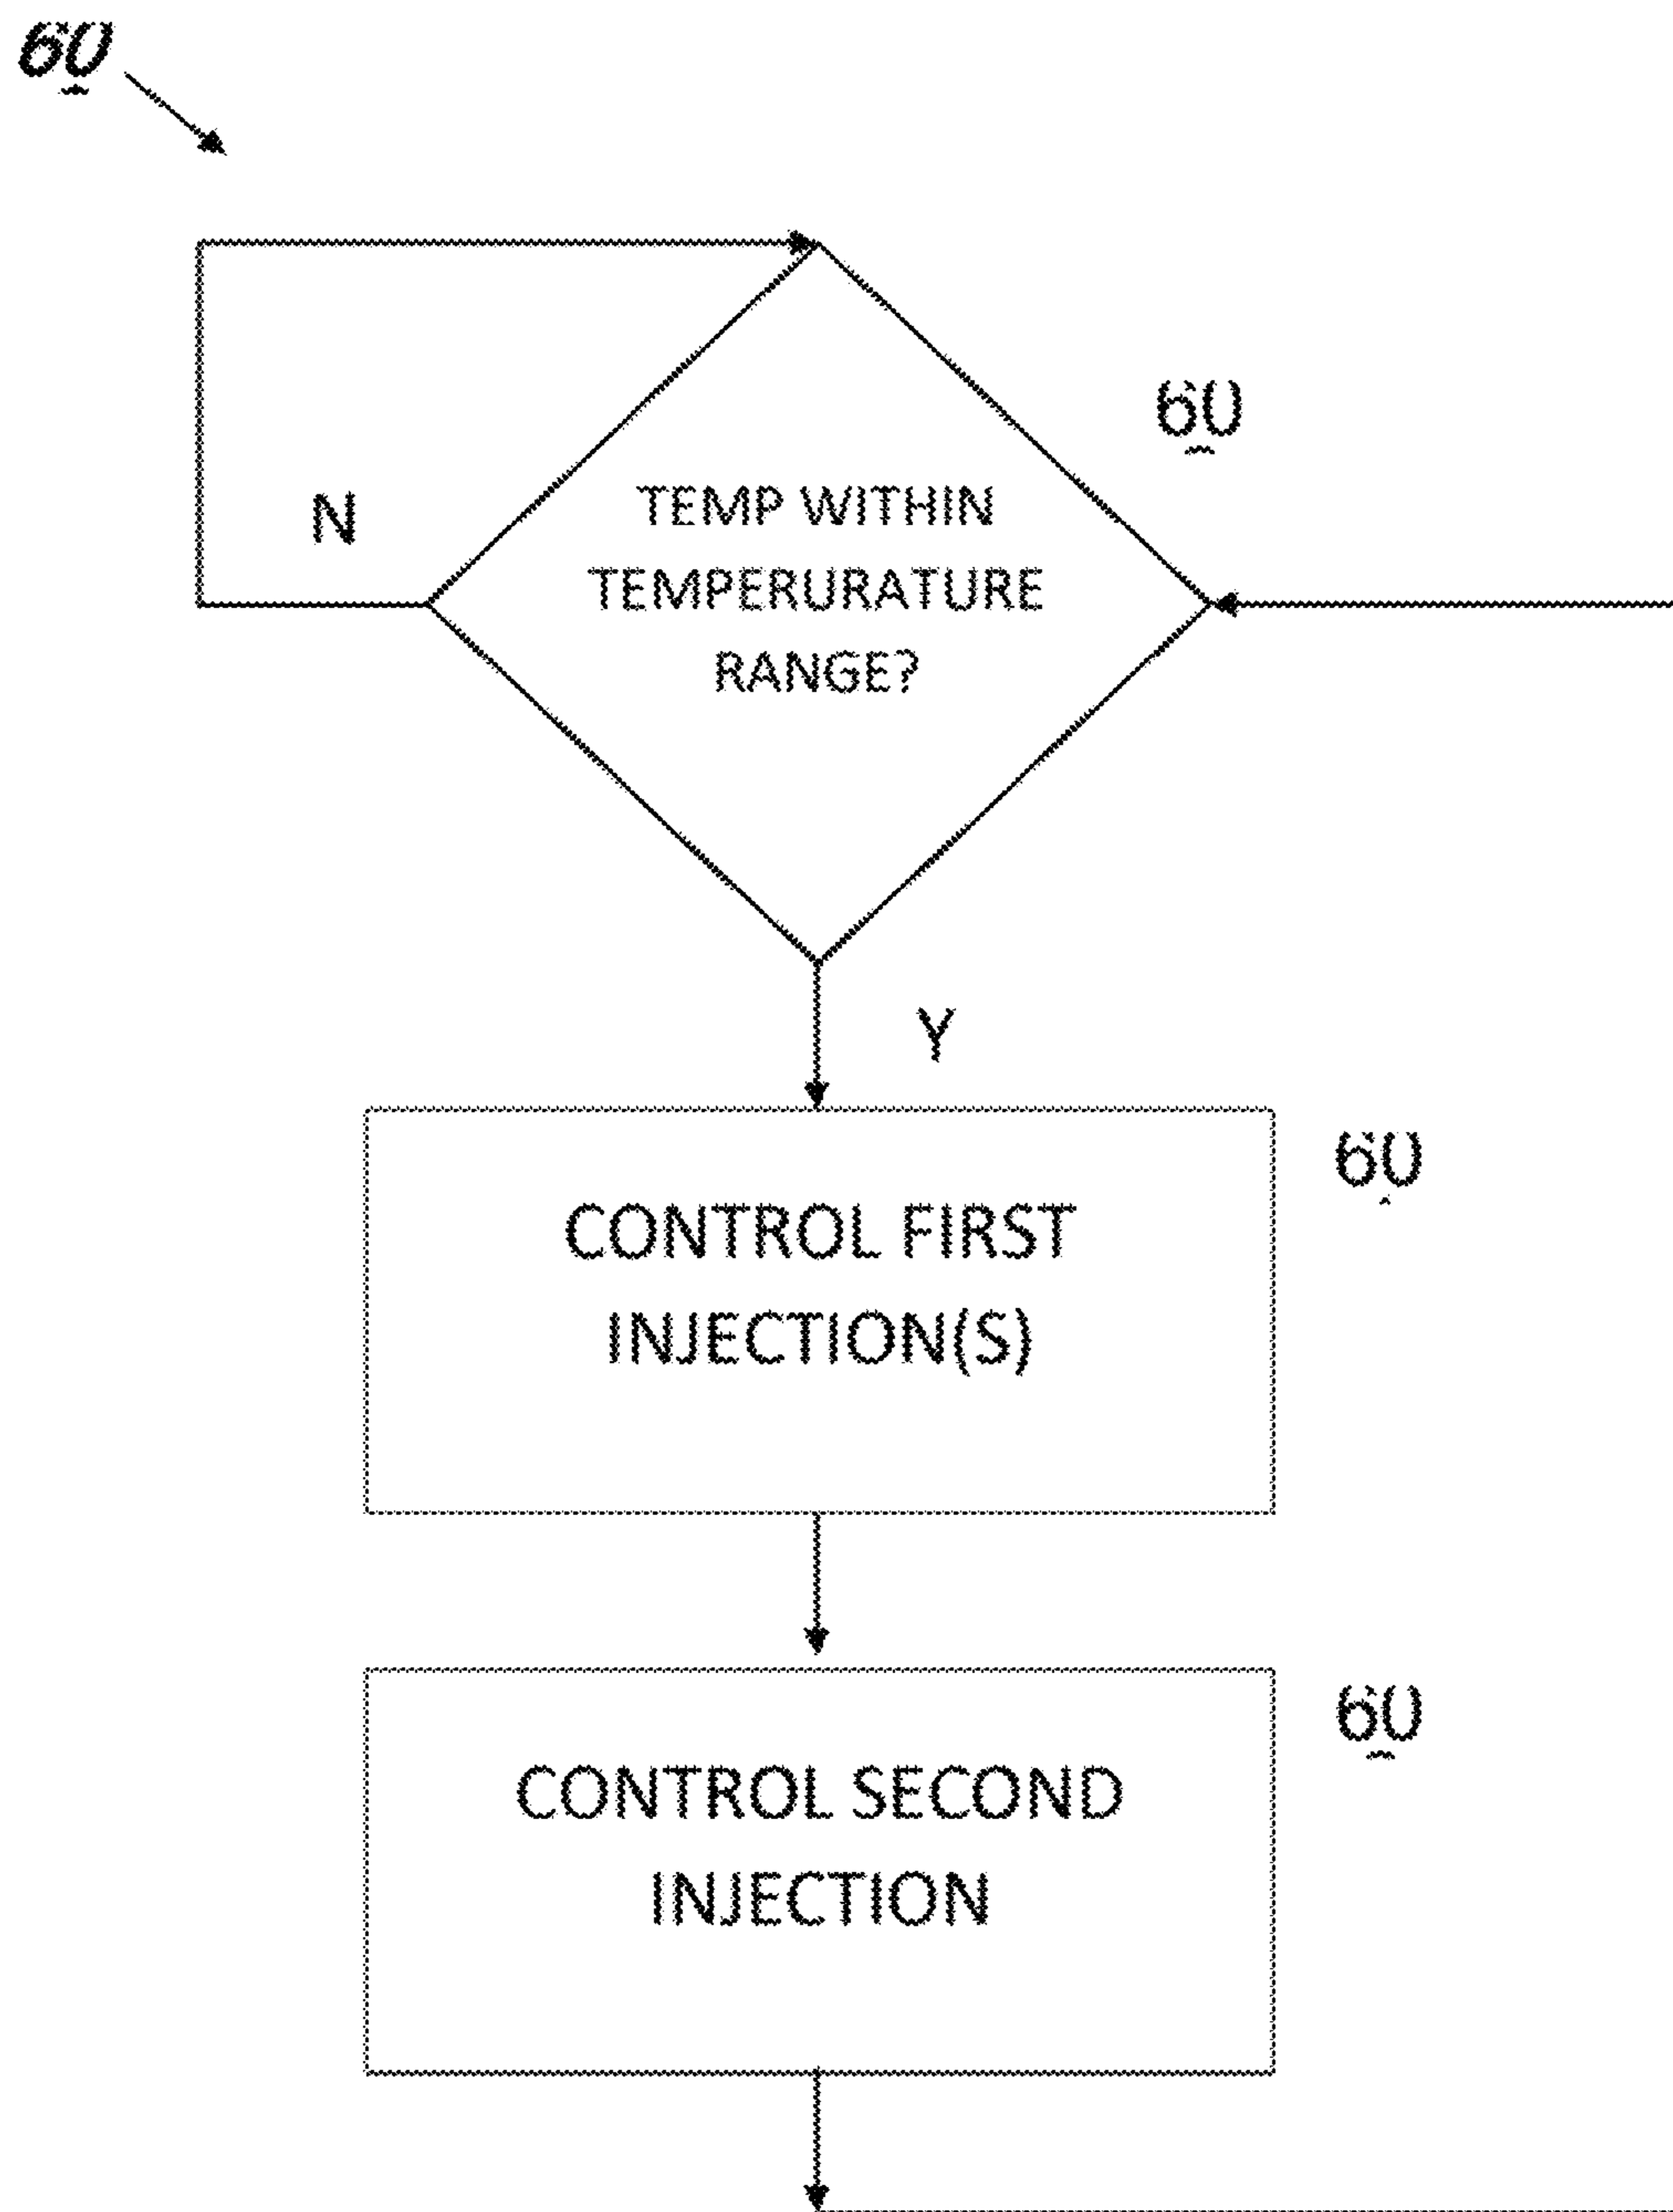 60
60
N
TEMP WITHIN
TEMPERURATURE
RANGE?
Y
60
CONTROL FIRST
INJECTION(S)
60
CONTROL SECOND
INJECTION